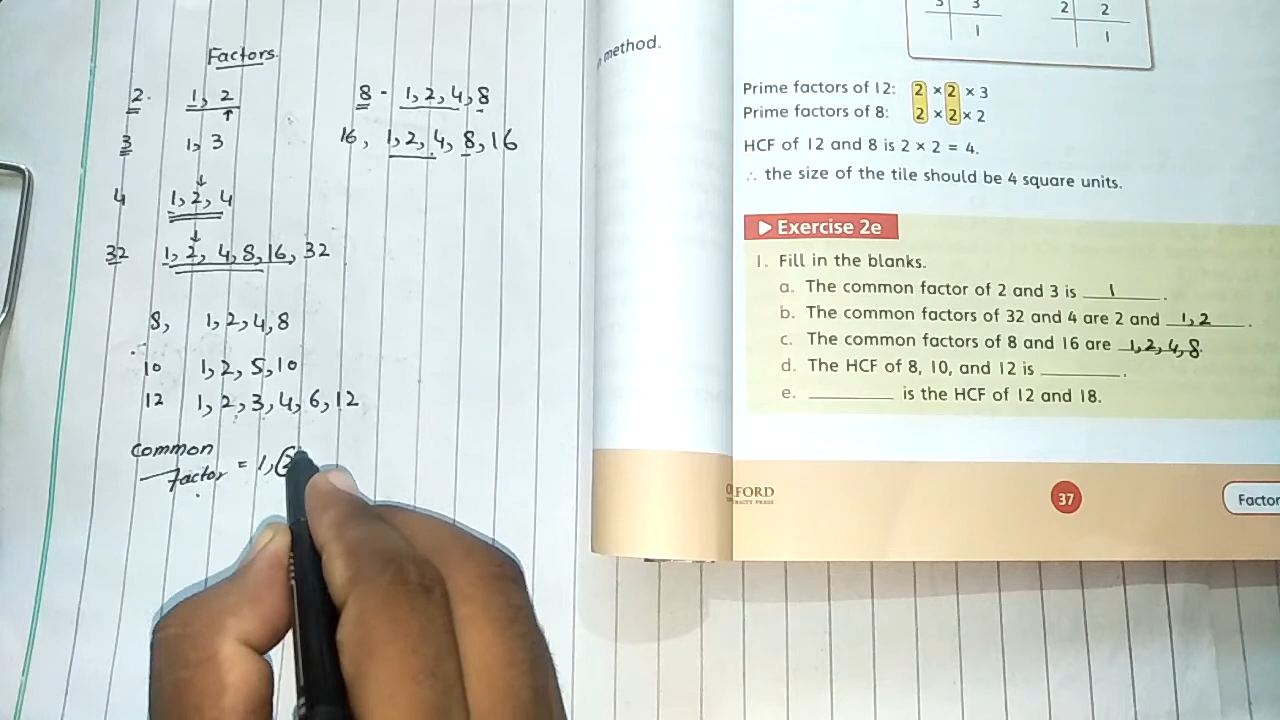 Factors.
2. 1, 2
3 1, 3
4 1, 2, 4
32 1, 2, 4, 8, 16, 32
8 - 1, 2, 4, 8
16, 1, 2, 4, 8, 16
8, 1, 2, 4, 8
10 1, 2, 5, 10
12 1, 2, 3, 4, 6, 12
Common
Factor = 1, 2
method.
3 3
1
2 2
1
Prime factors of 12: 2 × 2 × 3
Prime factors of 8: 2 × 2 × 2
HCF of 12 and 8 is 2 × 2 = 4.
∴ the size of the tile should be 4 square units.
▶ Exercise 2e
1. Fill in the blanks.
a. The common factor of 2 and 3 is 1.
b. The common factors of 32 and 4 are 2 and 1, 2.
c. The common factors of 8 and 16 are 1, 2, 4, 8.
d. The HCF of 8, 10, and 12 is ________.
e. ________ is the HCF of 12 and 18.
37
Factor